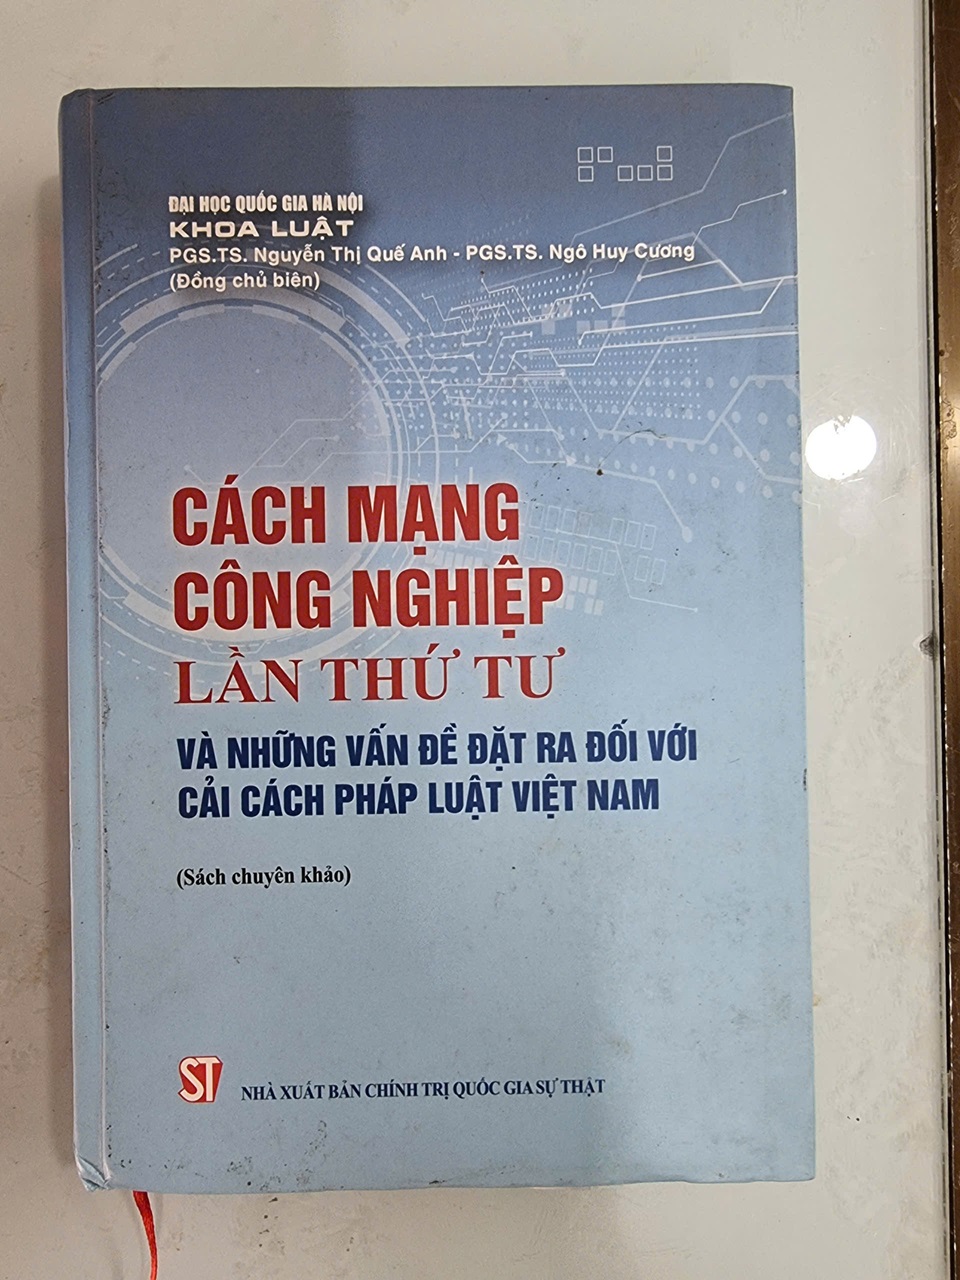 ĐẠI HỌC QUỐC GIA HÀ NỘI
KHOA LUẬT
PGS.TS. Nguyễn Thị Quế Anh - PGS.TS. Ngô Huy Cương
(Đồng chủ biên)
CÁCH MẠNG
CÔNG NGHIỆP
LẦN THỨ TƯ
VÀ NHỮNG VẤN ĐỀ ĐẶT RA ĐỐI VỚI
CẢI CÁCH PHÁP LUẬT VIỆT NAM
(Sách chuyên khảo)
ST NHÀ XUẤT BẢN CHÍNH TRỊ QUỐC GIA SỰ THẬT